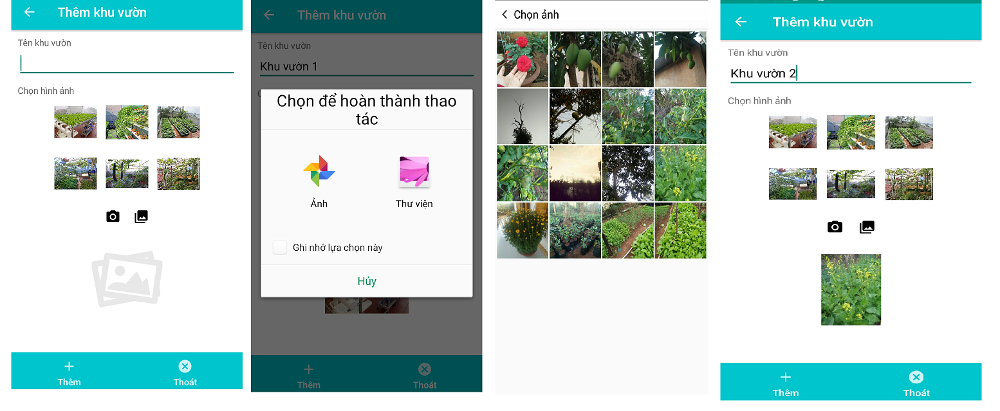 Thêm khu vườn
Tên khu vườn
Chọn hình ảnh
Thêm
Thoát
Thêm khu vườn
Tên khu vườn
Khu vườn 1
C
Chọn để hoàn thành thao
tác
Ảnh
Thư viện
Ghi nhớ lựa chọn này
Hủy
Thêm
Thoát
Chọn ảnh
Thêm khu vườn
Tên khu vườn
Khu vườn 2
Chọn hình ảnh
Thêm
Thoát